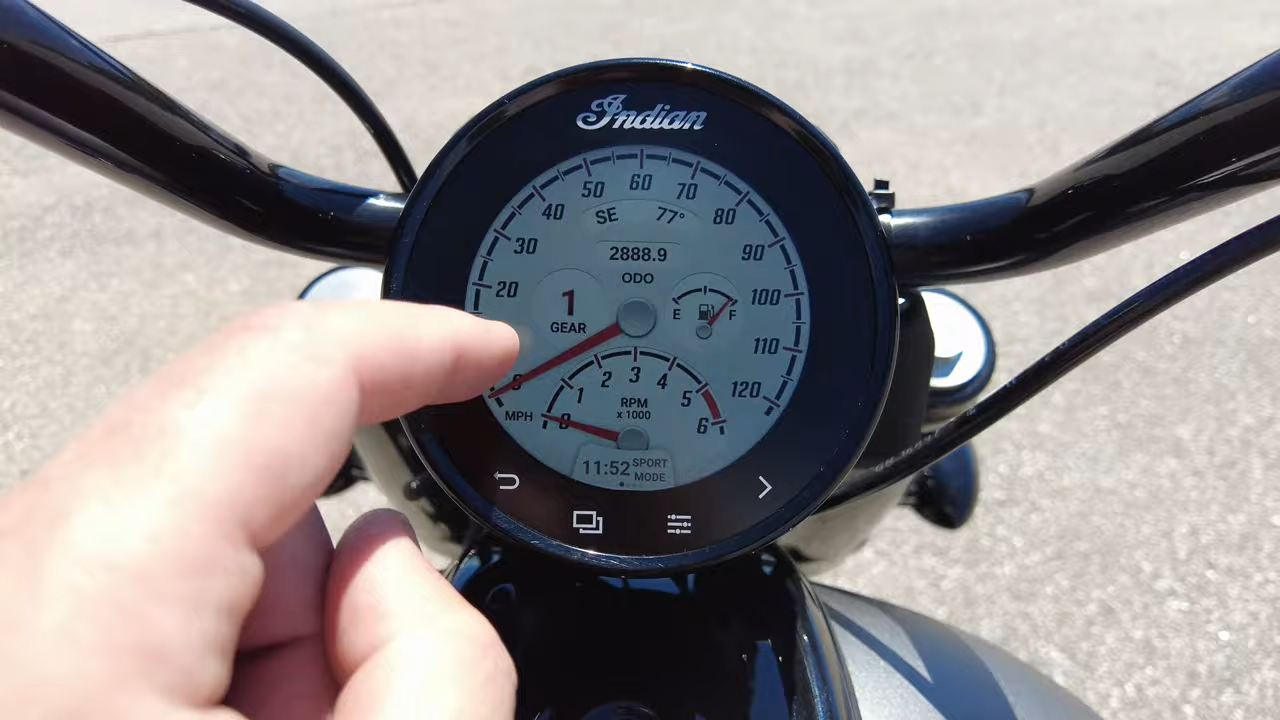 Indian
60
50 70
40 80
SE 77°
30 90
2888.9
ODO
20 100
1
GEAR
E F
110
0 120
1 2 3 4 5
RPM
x 1000
MPH 0 6
11:52 SPORT
MODE